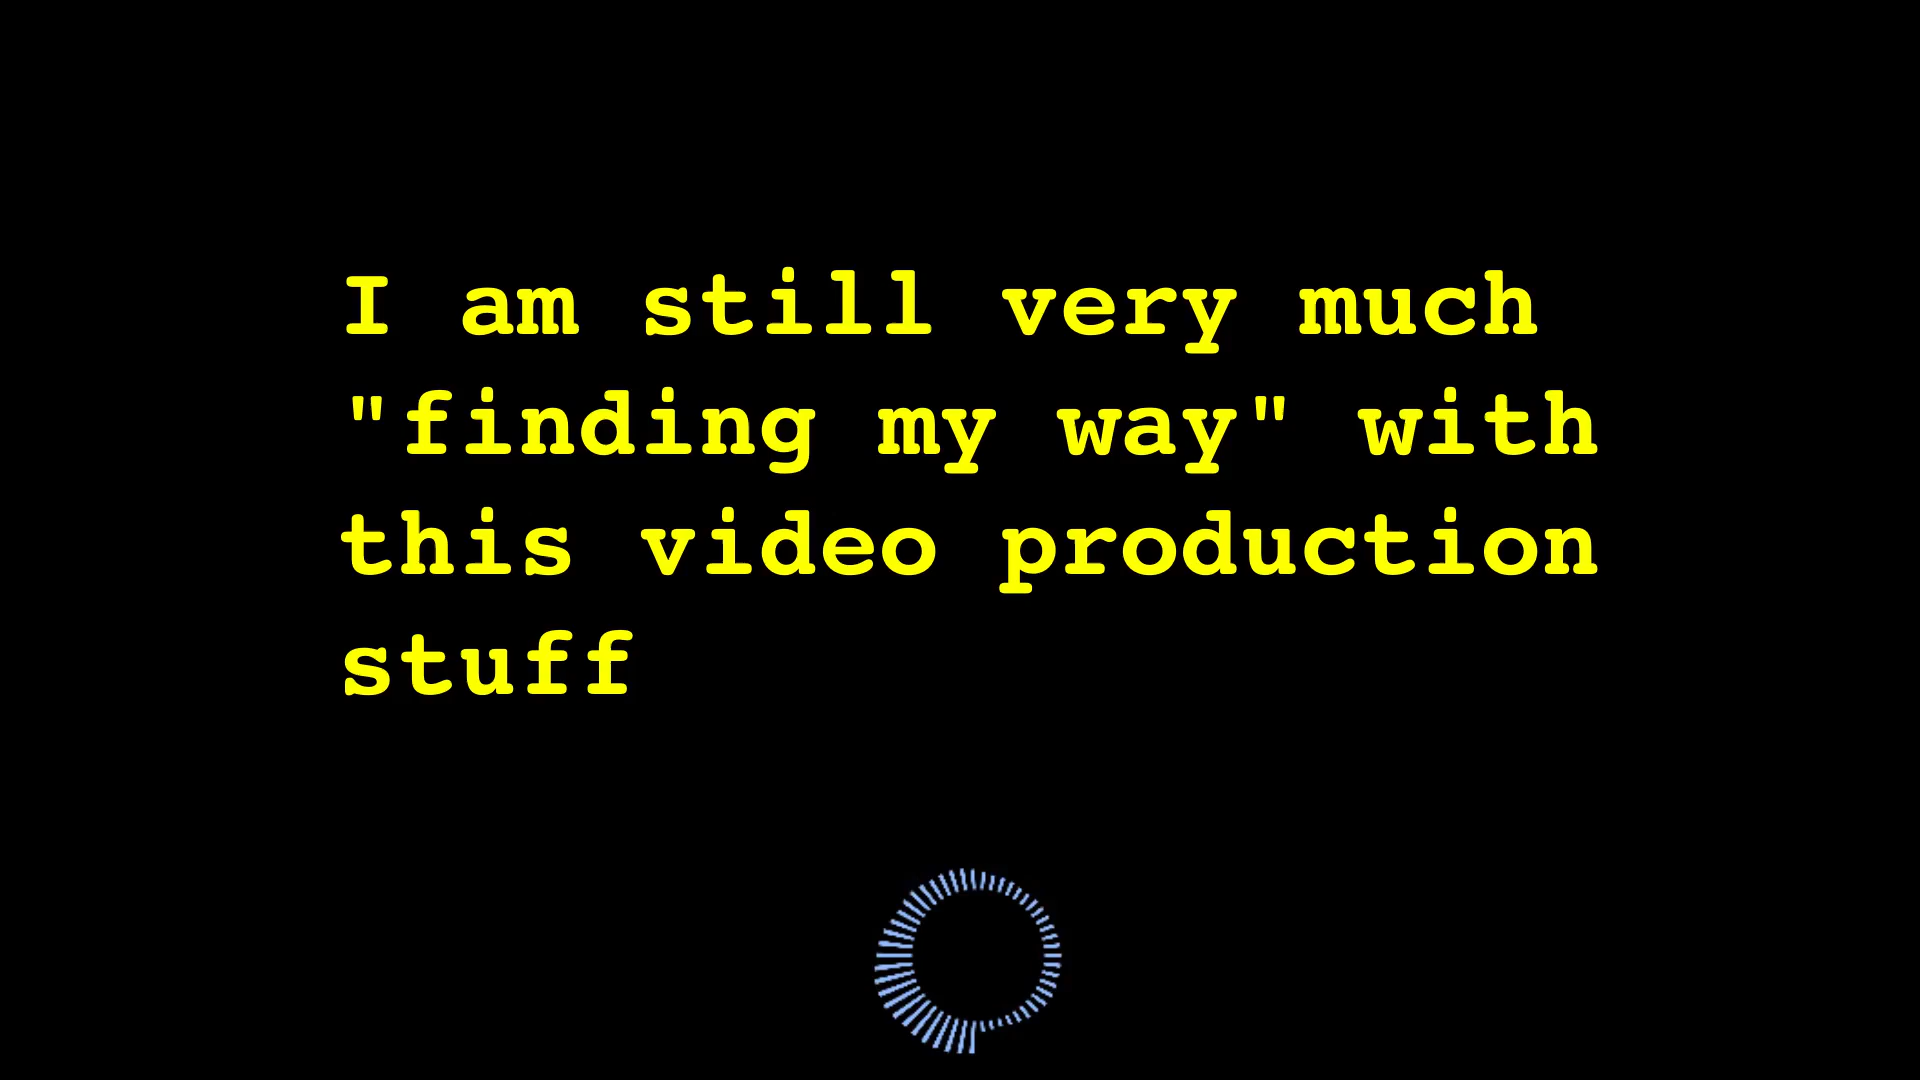 I am still very much
"finding my way" with
this video production
stuff